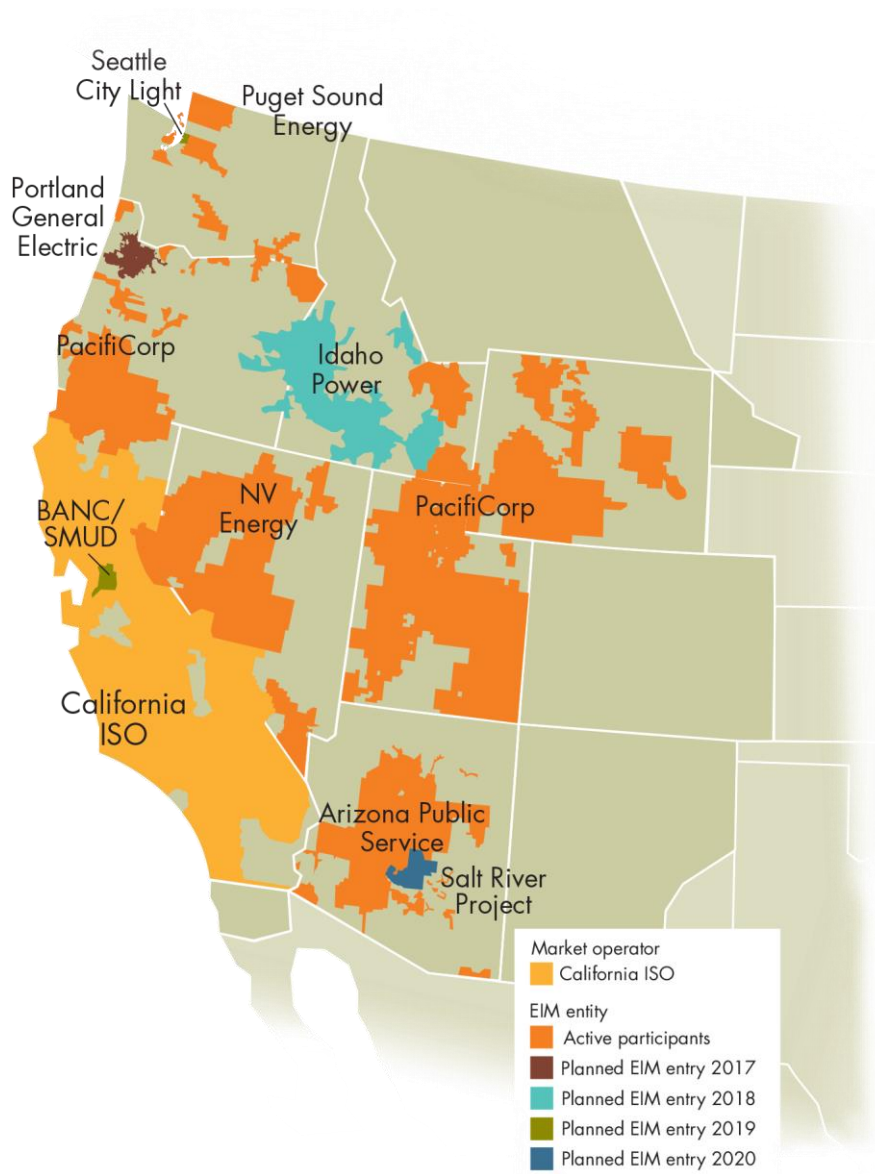 Seattle
City Light
Puget Sound
Energy
Portland
General
Electric
PacifiCorp
Idaho
Power
NV
Energy
PacifiCorp
BANC/
SMUD
California
ISO
Arizona Public
Service
Salt River
Project
Market operator
California ISO
EIM entity
Active participants
Planned EIM entry 2017
Planned EIM entry 2018
Planned EIM entry 2019
Planned EIM entry 2020